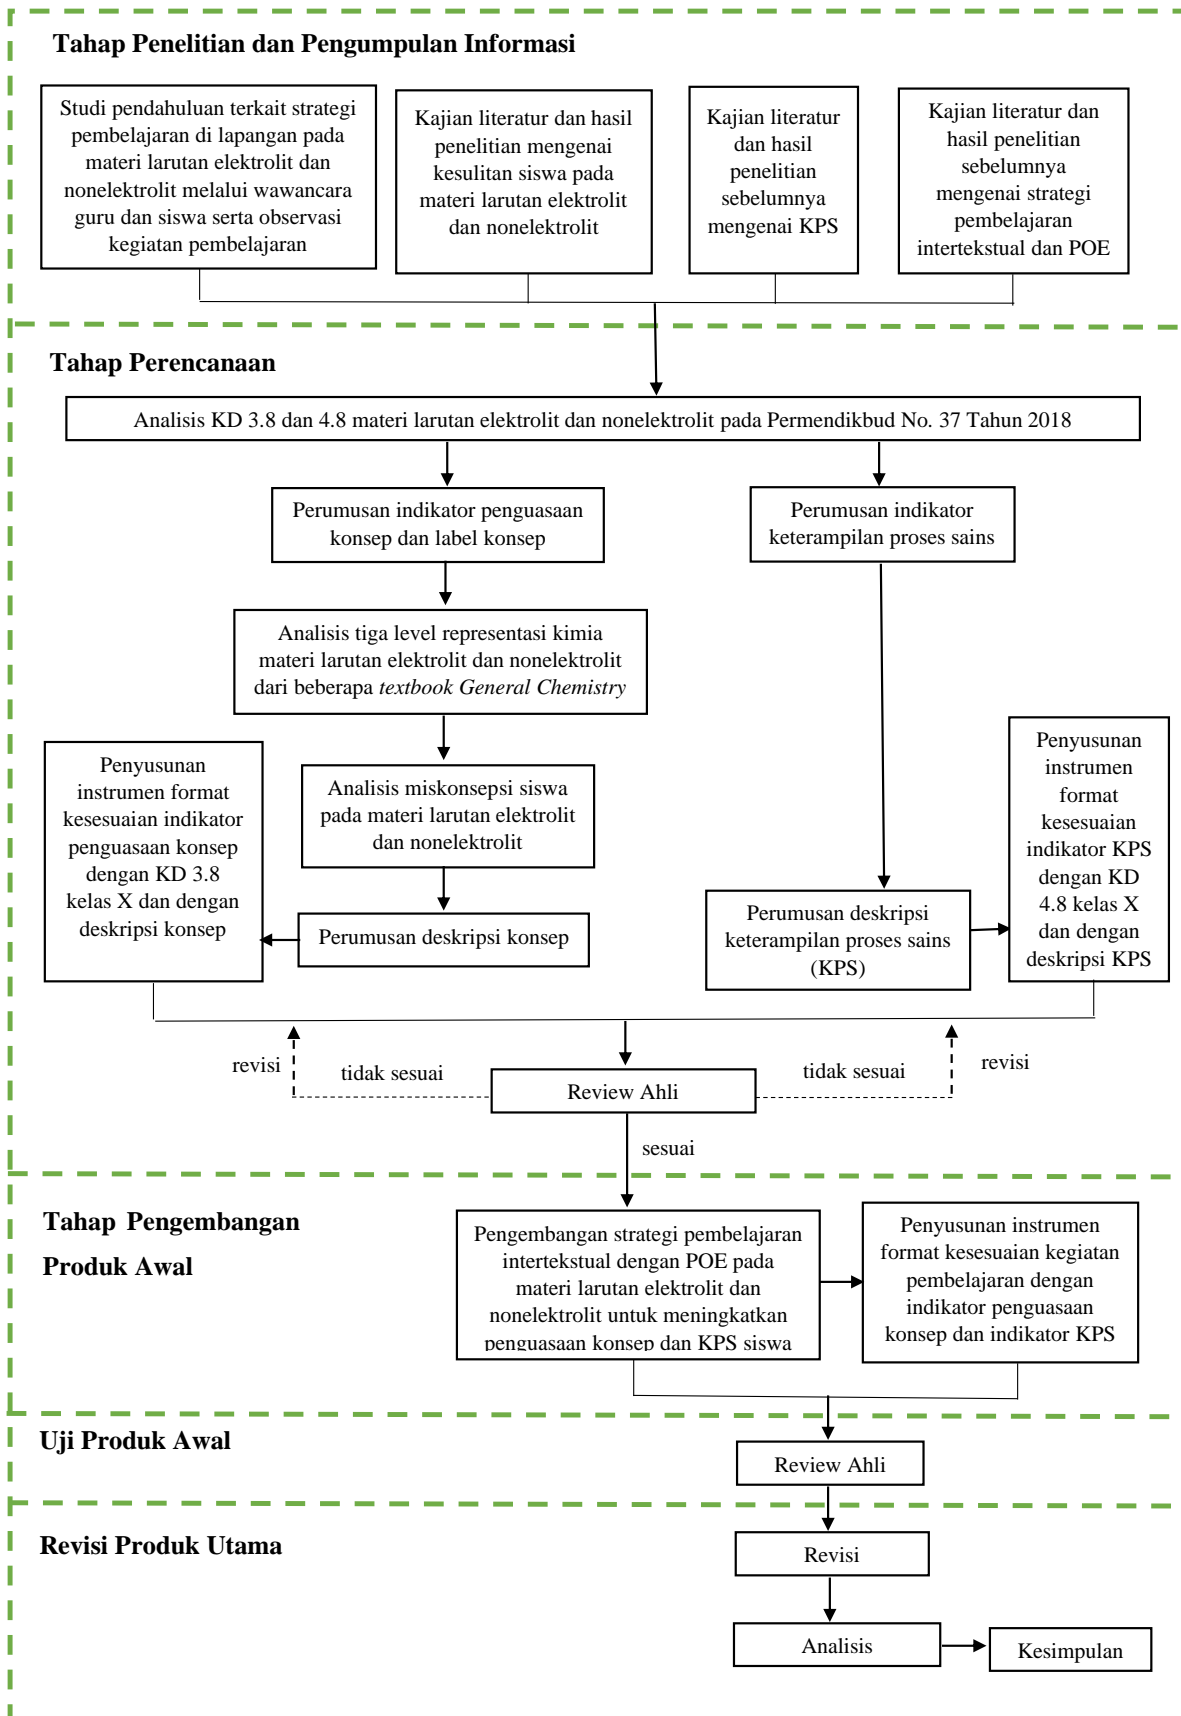 Tahap Penelitian dan Pengumpulan Informasi
Studi pendahuluan terkait strategi
pembelajaran di lapangan pada
materi larutan elektrolit dan
nonelektrolit melalui wawancara
guru dan siswa serta observasi
kegiatan pembelajaran
Kajian literatur dan hasil
penelitian mengenai
kesulitan siswa pada
materi larutan elektrolit
dan nonelektrolit
Kajian literatur
dan hasil
penelitian
sebelumnya
mengenai KPS
Kajian literatur dan
hasil penelitian
sebelumnya
mengenai strategi
pembelajaran
intertekstual dan POE
Tahap Perencanaan
Analisis KD 3.8 dan 4.8 materi larutan elektrolit dan nonelektrolit pada Permendikbud No. 37 Tahun 2018
Perumusan indikator penguasaan
konsep dan label konsep
Perumusan indikator
keterampilan proses sains
Analisis tiga level representasi kimia
materi larutan elektrolit dan nonelektrolit
dari beberapa textbook General Chemistry
Penyusunan
instrumen format
kesesuaian indikator
penguasaan konsep
dengan KD 3.8
kelas X dan dengan
deskripsi konsep
Analisis miskonsepsi siswa
pada materi larutan elektrolit
dan nonelektrolit
Perumusan deskripsi konsep
Perumusan deskripsi
keterampilan proses sains
(KPS)
Penyusunan
instrumen
format
kesesuaian
indikator KPS
dengan KD
4.8 kelas X
dan dengan
deskripsi KPS
revisi
tidak sesuai
Review Ahli
tidak sesuai
revisi
sesuai
Tahap Pengembangan
Produk Awal
Pengembangan strategi pembelajaran
intertekstual dengan POE pada
materi larutan elektrolit dan
nonelektrolit untuk meningkatkan
penguasaan konsep dan KPS siswa
Penyusunan instrumen
format kesesuaian kegiatan
pembelajaran dengan
indikator penguasaan
konsep dan indikator KPS
Uji Produk Awal
Review Ahli
Revisi Produk Utama
Revisi
Analisis
Kesimpulan